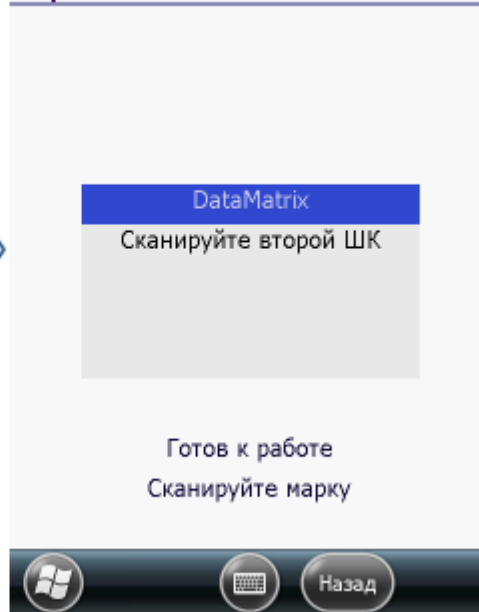 DataMatrix
Сканируйте второй ШК
Готов к работе
Сканируйте марку
Назад